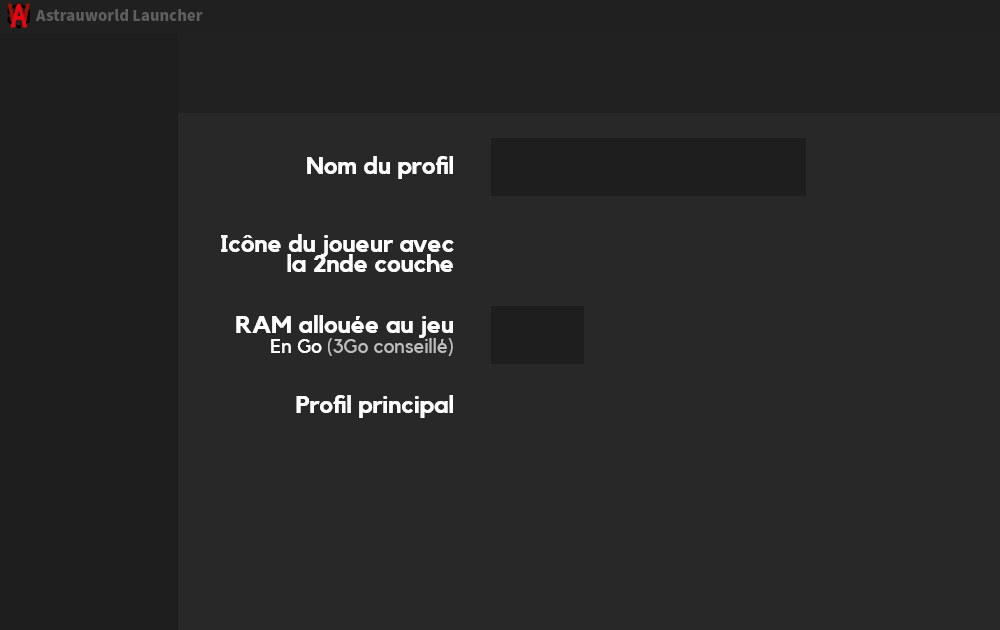 Astrauworld Launcher
Nom du profil
Icône du joueur avec
la 2nde couche
RAM allouée au jeu
En Go (3Go conseillé)
Profil principal